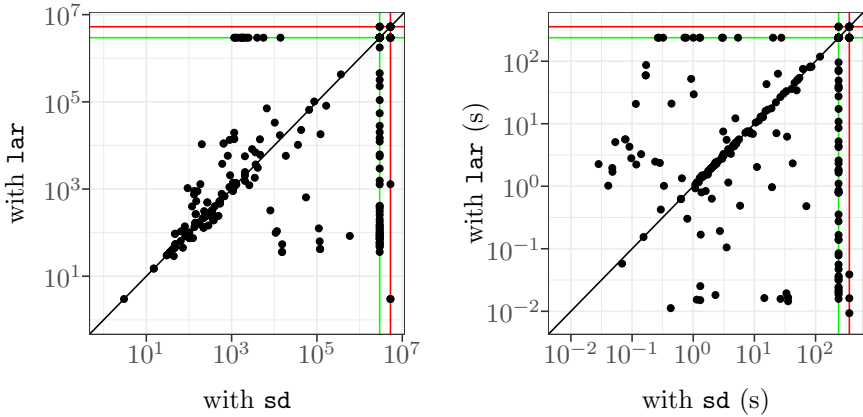 10^7
10^5
10^3
10^1
with lar
10^1 10^3 10^5 10^7
with sd
10^2
10^1
10^0
10^−1
10^−2
with lar (s)
10^−2 10^−1 10^0 10^1 10^2
with sd (s)